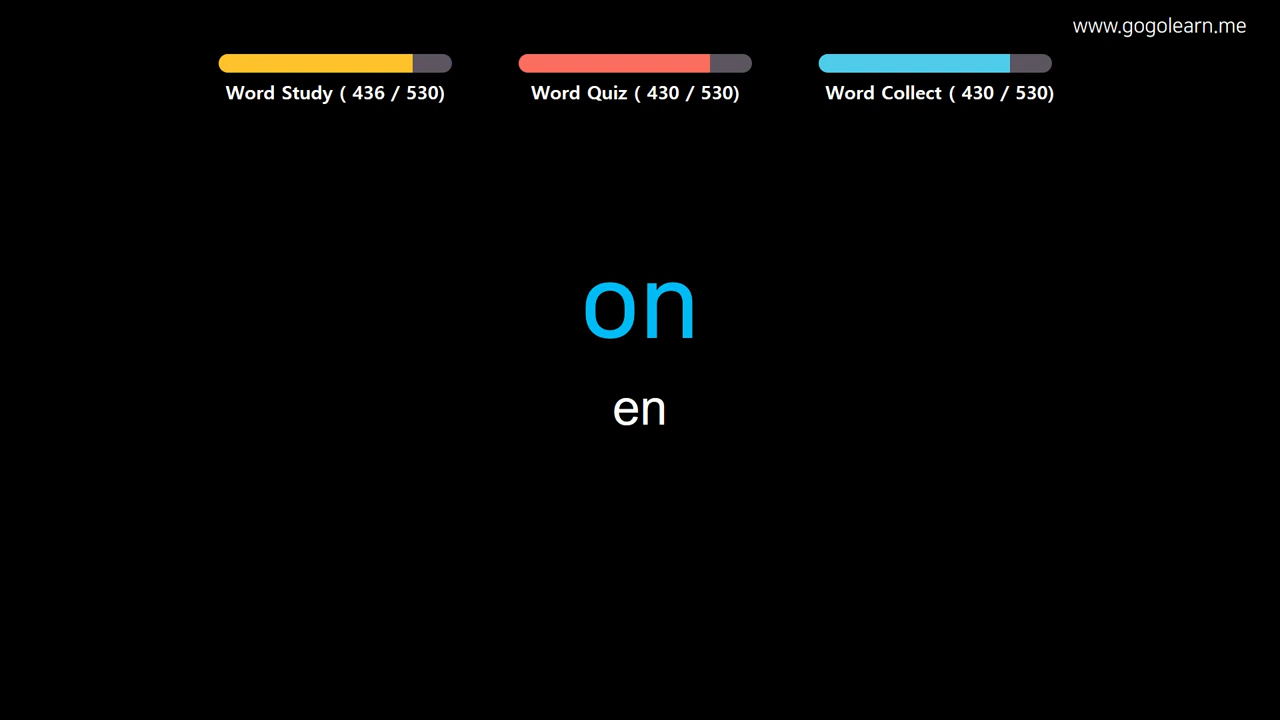 www.gogolearn.me
Word Study ( 436 / 530)
Word Quiz ( 430 / 530)
Word Collect ( 430 / 530)
on
en